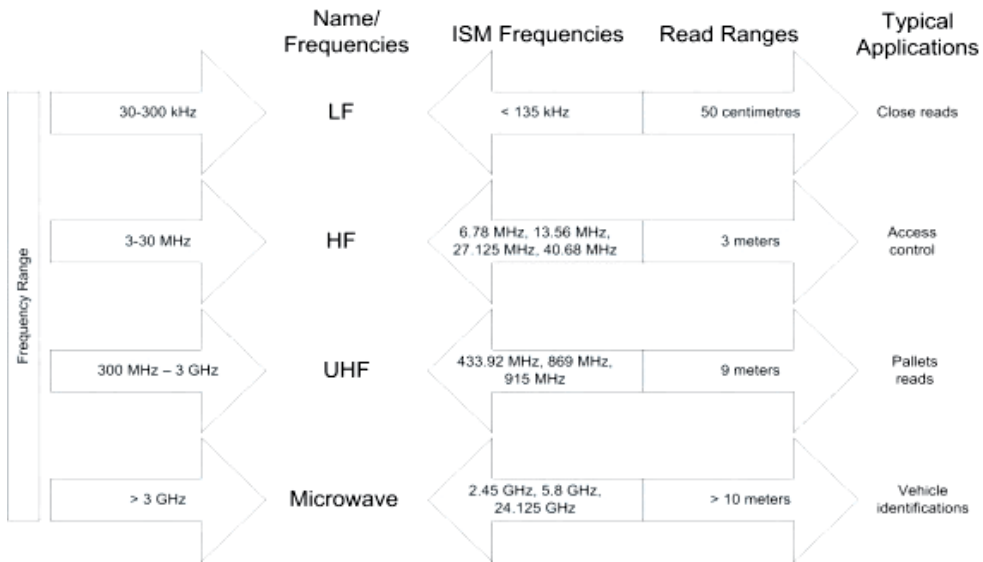 Name/
Frequencies
ISM Frequencies
Read Ranges
Typical
Applications
Frequency Range
30-300 kHz
LF
< 135 kHz
50 centimetres
Close reads
3-30 MHz
HF
6.78 MHz, 13.56 MHz,
27.125 MHz, 40.68 MHz
3 meters
Access
control
300 MHz – 3 GHz
UHF
433.92 MHz, 869 MHz,
915 MHz
9 meters
Pallets
reads
> 3 GHz
Microwave
2.45 GHz, 5.8 GHz,
24.125 GHz
> 10 meters
Vehicle
identifications